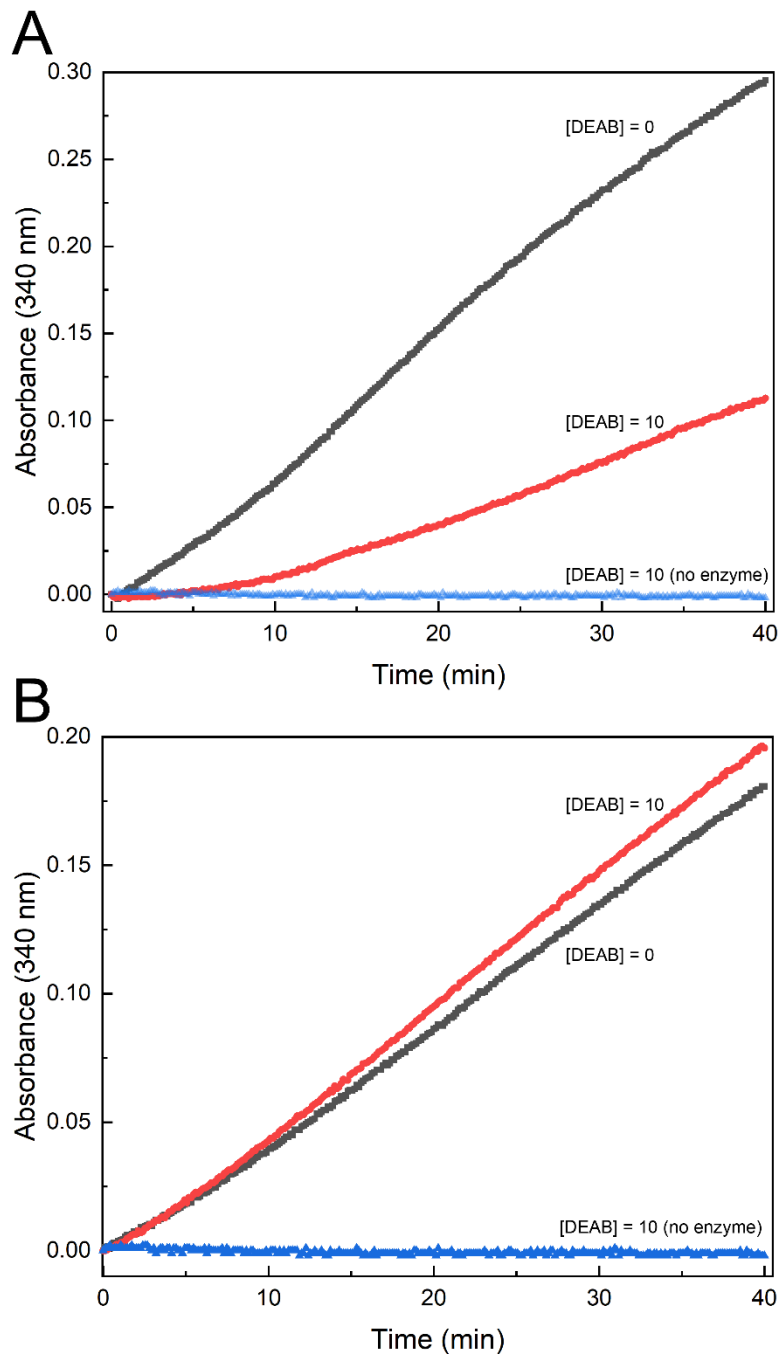 A
0.30
[DEAB] = 0
0.25
0.20
0.15
[DEAB] = 10
0.10
0.05
[DEAB] = 10 (no enzyme)
0.00
0 10 20 30 40
Absorbance (340 nm)
Time (min)
B
0.20
[DEAB] = 10
0.15
[DEAB] = 0
0.10
0.05
[DEAB] = 10 (no enzyme)
0.00
0 10 20 30 40
Absorbance (340 nm)
Time (min)